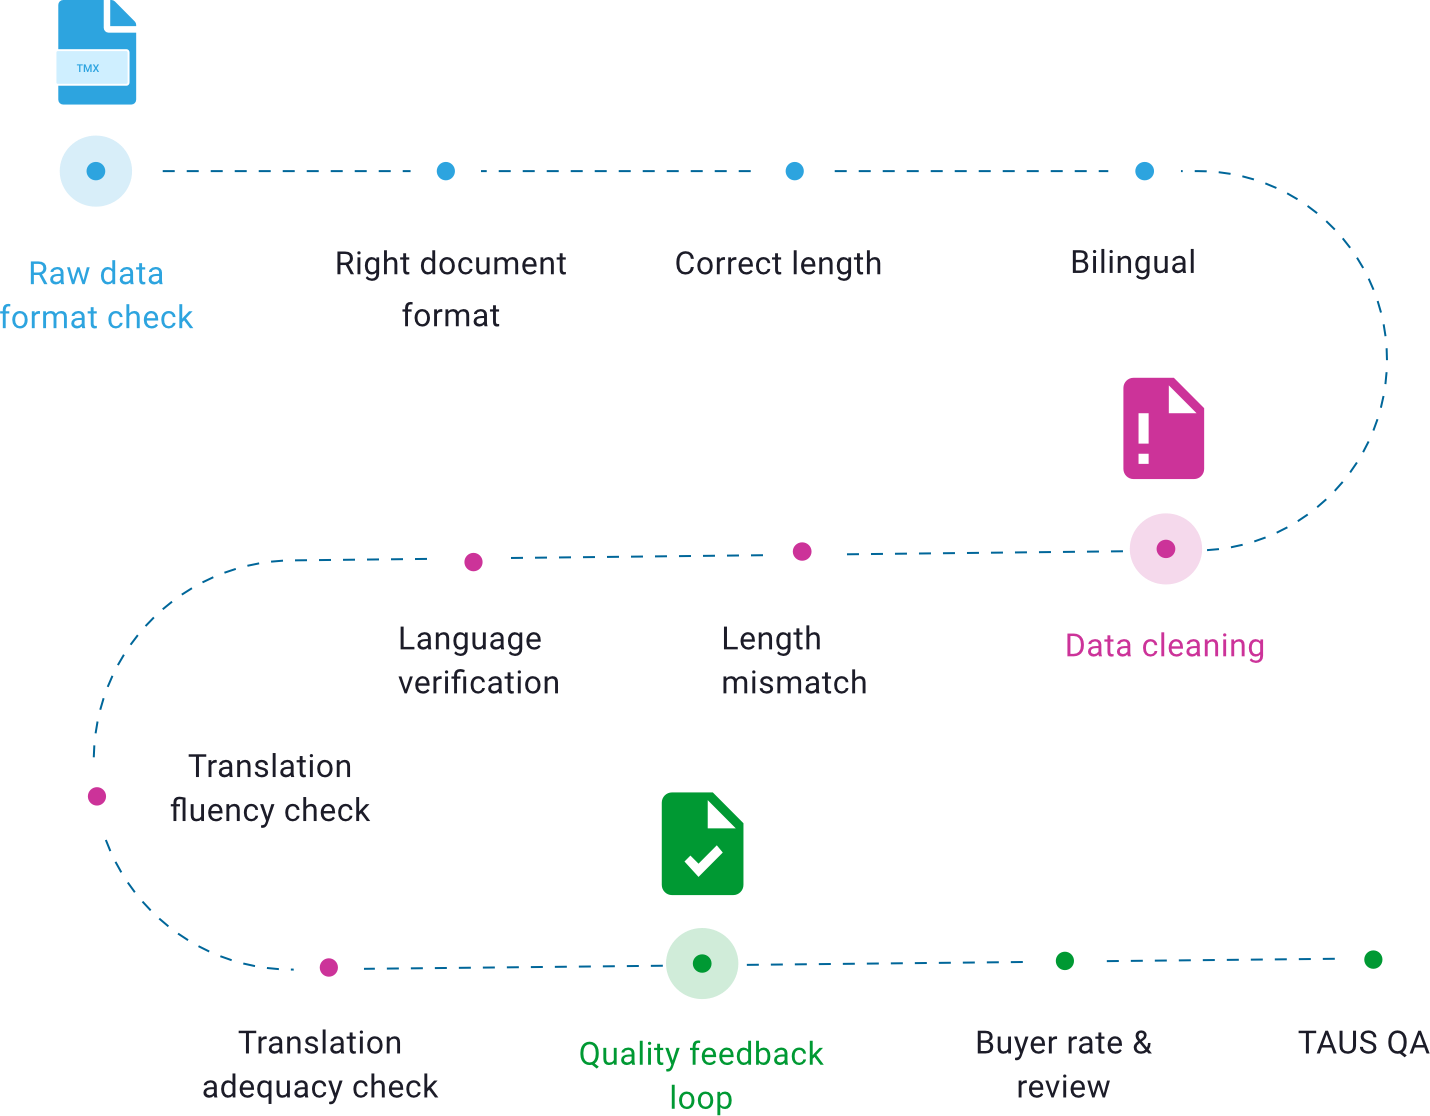 TMX
Raw data
format check
Right document
format
Correct length
Bilingual
Data cleaning
Length
mismatch
Language
verification
Translation
fluency check
Translation
adequacy check
Quality feedback
loop
Buyer rate &
review
TAUS QA